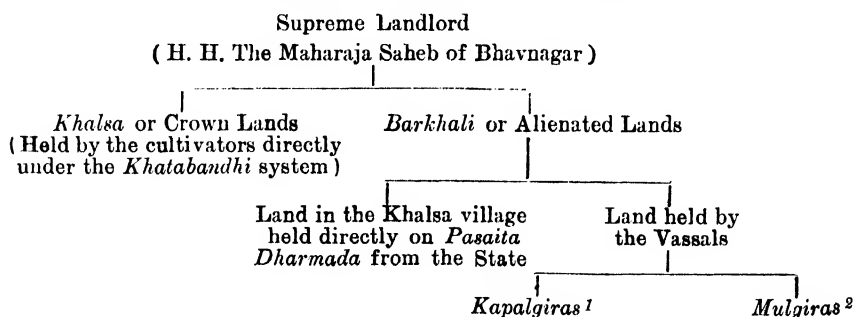 Supreme Landlord
( H. H. The Maharaja Saheb of Bhavnagar )
Khalsa or Crown Lands
( Held by the cultivators directly
under the Khatabandhi system )
Barkhali or Alienated Lands
Land in the Khalsa village
held directly on Pasaita
Dharmada from the State
Land held by
the Vassals
Kapalgiras 1
Mulgiras 2